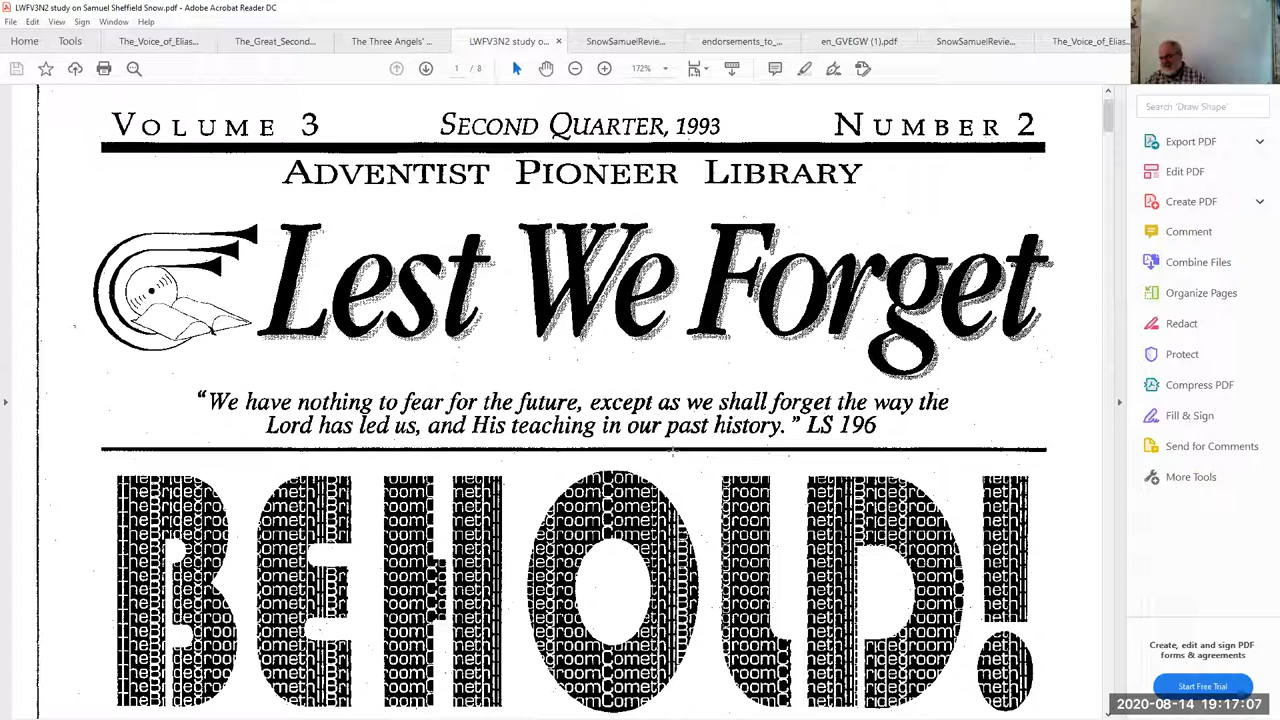 LWFV3N2 study on Samuel Sheffield Snow.pdf - Adobe Acrobat Reader DC
File Edit View Sign Window Help
Home Tools The_Voice_of_Elias... The_Great_Second... The Three Angels' ... LWFV3N2 study o... × SnowSamuelRevie... endorsements_to_... en_GVEGW (1).pdf SnowSamuelRevie... The_Voice_of_Elias...
1 / 8 172%
VOLUME 3 SECOND QUARTER, 1993 NUMBER 2
ADVENTIST PIONEER LIBRARY
Lest We Forget
“We have nothing to fear for the future, except as we shall forget the way the
Lord has led us, and His teaching in our past history.” LS 196
BEHOLD!
Search 'Draw Shape'
Export PDF
Edit PDF
Create PDF
Comment
Combine Files
Organize Pages
Redact
Protect
Compress PDF
Fill & Sign
Send for Comments
More Tools
Create, edit and sign PDF
forms & agreements
Start Free Trial
2020-08-14 19:17:07